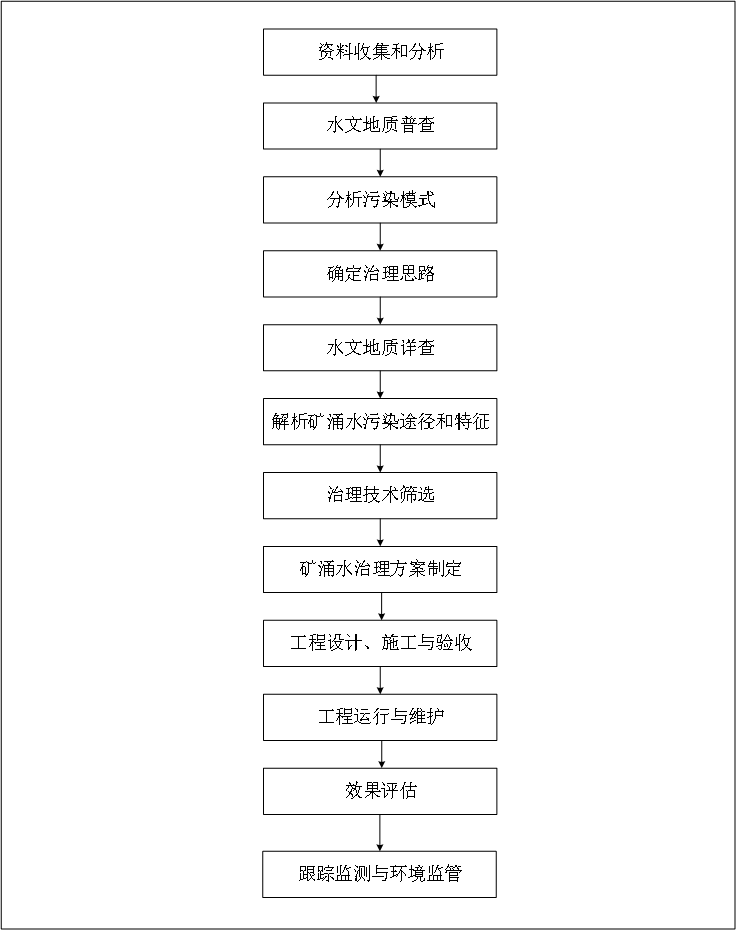 资料收集和分析
水文地质普查
分析污染模式
确定治理思路
水文地质详查
解析矿涌水污染途径和特征
治理技术筛选
矿涌水治理方案制定
工程设计、施工与验收
工程运行与维护
效果评估
跟踪监测与环境监管